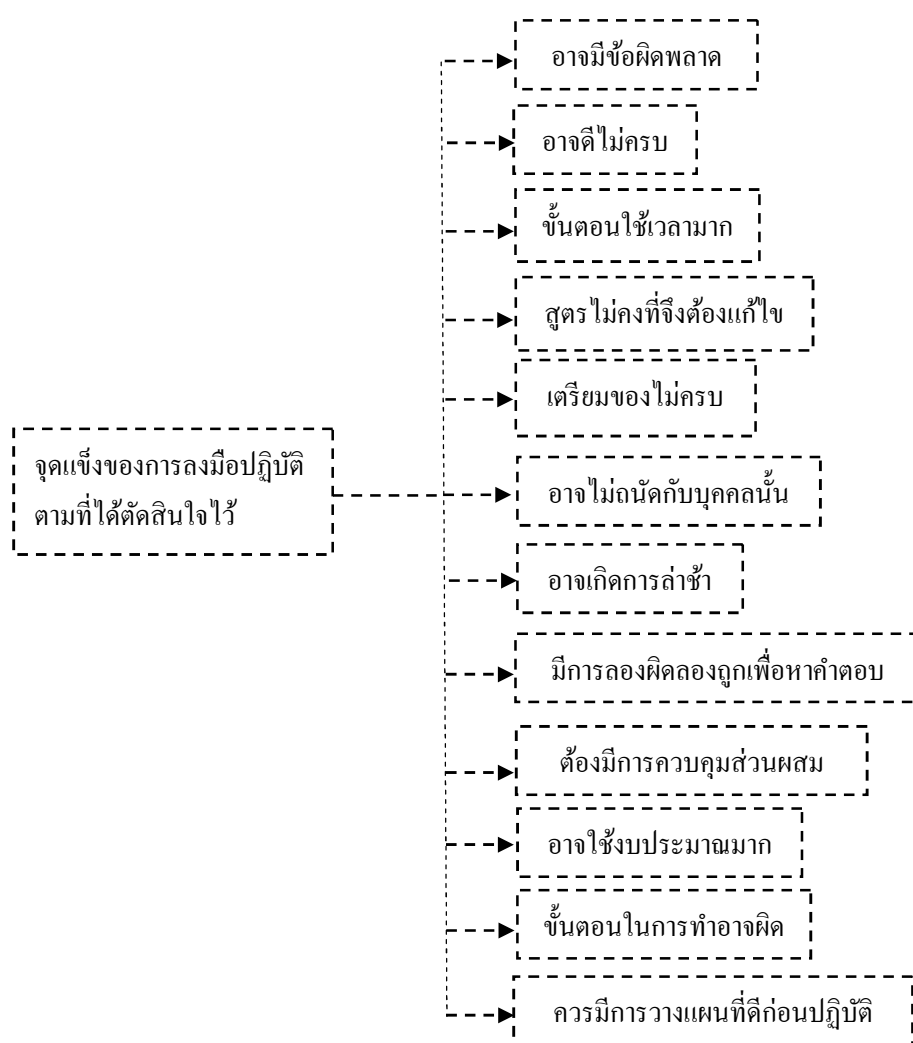 อาจมีข้อผิดพลาด
อาจดีไม่ครบ
ขั้นตอนใช้เวลามาก
สูตรไม่คงที่จึงต้องแก้ไข
เตรียมของไม่ครบ
จุดแข็งของการลงมือปฏิบัติ
ตามที่ได้ตัดสินใจไว้
อาจไม่ถนัดกับบุคคลนั้น
อาจเกิดการล่าช้า
มีการลองผิดลองถูกเพื่อหาคำตอบ
ต้องมีการควบคุมส่วนผสม
อาจใช้งบประมาณมาก
ขั้นตอนในการทำอาจผิด
ควรมีการวางแผนที่ดีก่อนปฏิบัติ